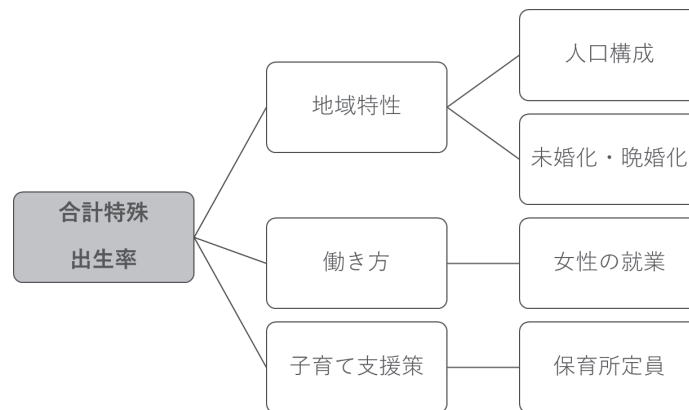 合計特殊
出生率
地域特性
働き方
子育て支援策
人口構成
未婚化・晩婚化
女性の就業
保育所定員